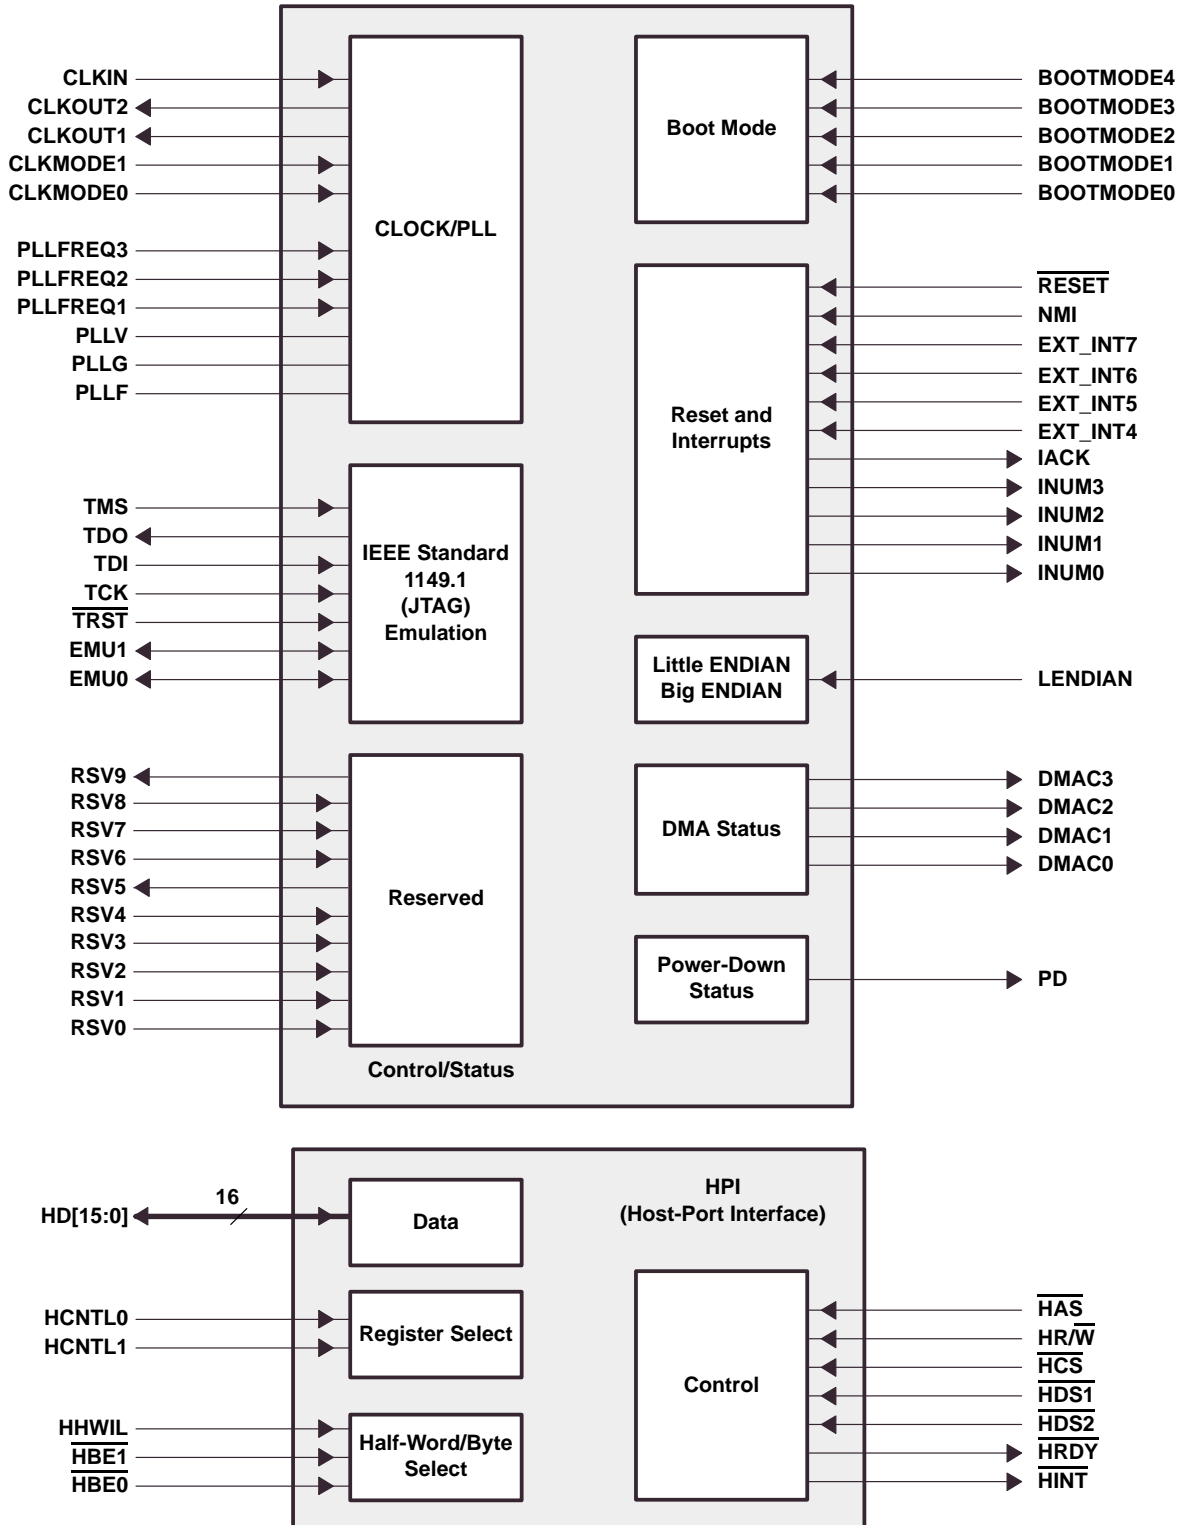 CLKIN
CLKOUT2
CLKOUT1
CLKMODE1
CLKMODE0
PLLFREQ3
PLLFREQ2
PLLFREQ1
PLLV
PLLG
PLLF
CLOCK/PLL
TMS
TDO
TDI
TCK
TRST
EMU1
EMU0
IEEE Standard
1149.1
(JTAG)
Emulation
RSV9
RSV8
RSV7
RSV6
RSV5
RSV4
RSV3
RSV2
RSV1
RSV0
Reserved
Control/Status
Boot Mode
BOOTMODE4
BOOTMODE3
BOOTMODE2
BOOTMODE1
BOOTMODE0
Reset and
Interrupts
RESET
NMI
EXT_INT7
EXT_INT6
EXT_INT5
EXT_INT4
IACK
INUM3
INUM2
INUM1
INUM0
Little ENDIAN
Big ENDIAN
LENDIAN
DMA Status
DMAC3
DMAC2
DMAC1
DMAC0
Power-Down
Status
PD
HD[15:0]
16
Data
HPI
(Host-Port Interface)
HCNTL0
HCNTL1
Register Select
HHWIL
HBE1
HBE0
Half-Word/Byte
Select
Control
HAS
HR/W
HCS
HDS1
HDS2
HRDY
HINT